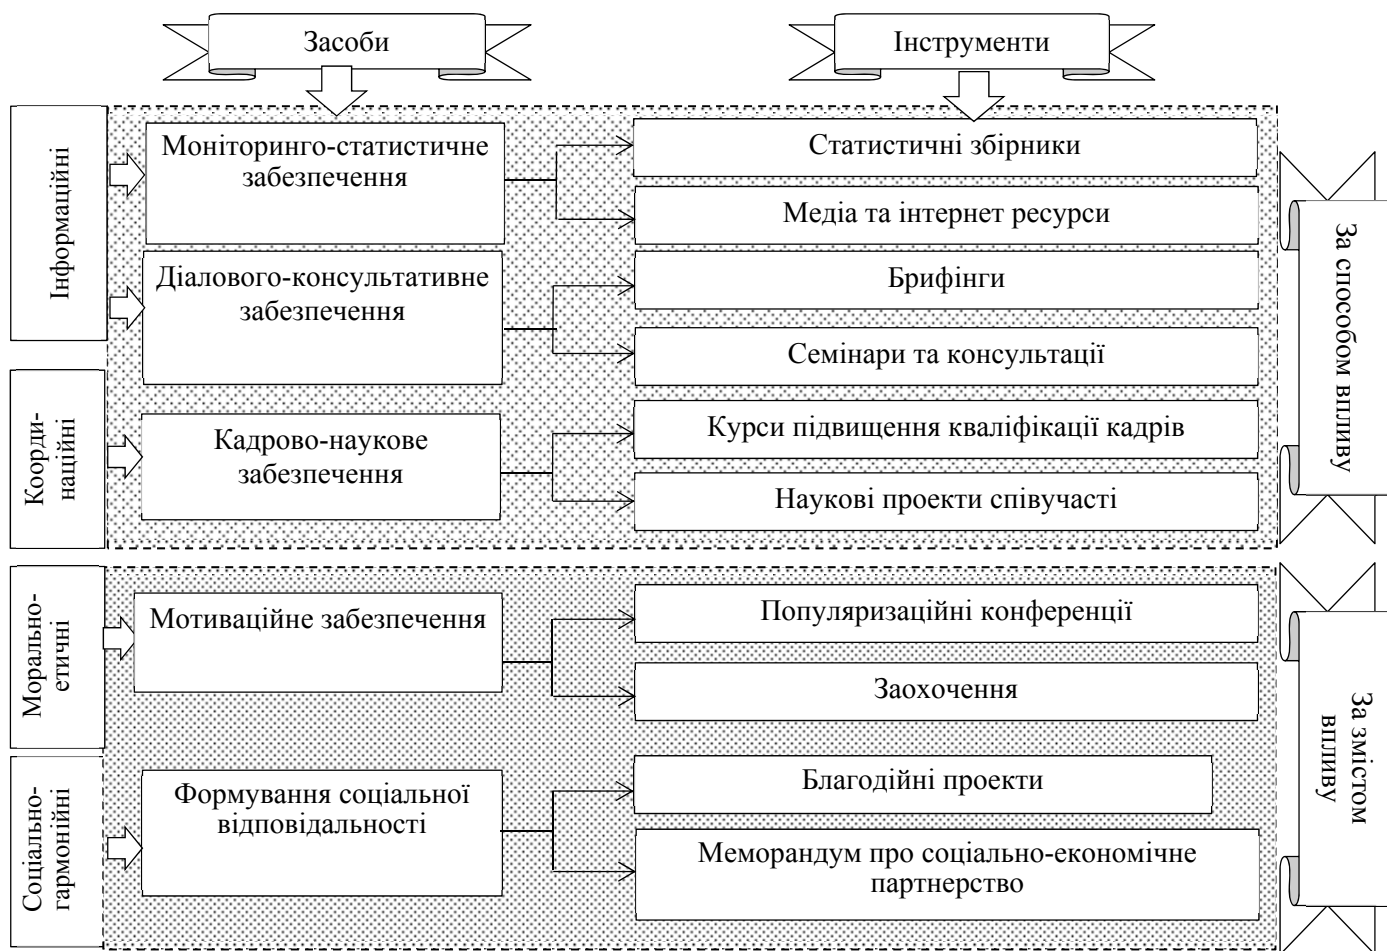 Засоби
Інструменти
Інформаційні
Моніторинго-статистичне
забезпечення
Статистичні збірники
Медіа та інтернет ресурси
Діалового-консультативне
забезпечення
Брифінги
Семінари та консультації
За способом впливу
Коорди-
наційні
Кадрово-наукове
забезпечення
Курси підвищення кваліфікації кадрів
Наукові проекти співучасті
Морально-
етичні
Мотиваційне забезпечення
Популяризаційні конференції
Заохочення
За змістом
впливу
Соціально-
гармонійні
Формування соціальної
відповідальності
Благодійні проекти
Меморандум про соціально-економічне
партнерство